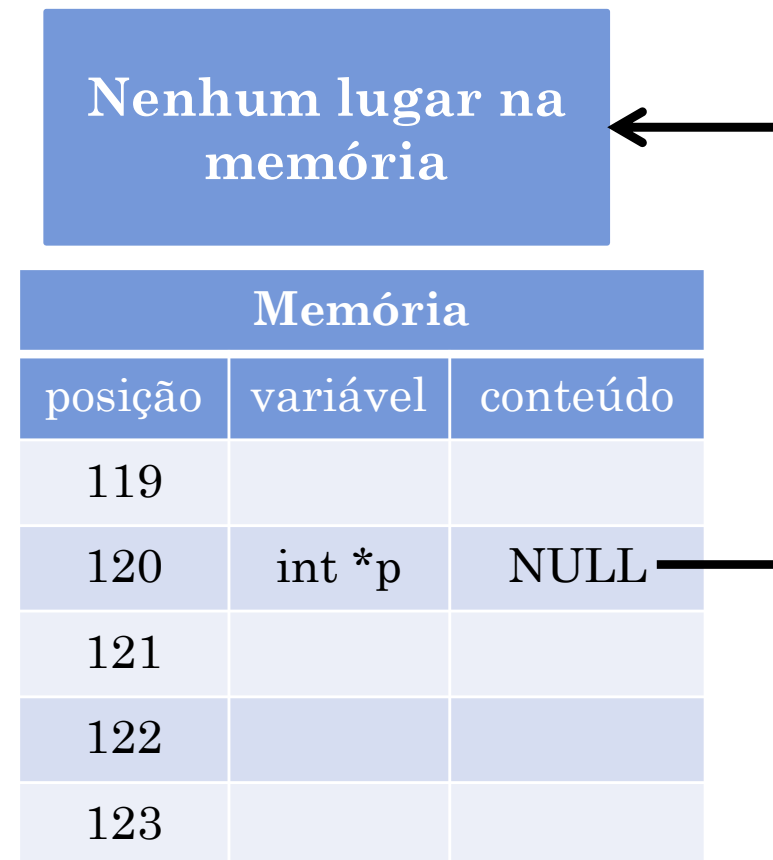 Nenhum lugar na
memória
Memória
posição variável conteúdo
119
120 int *p NULL
121
122
123